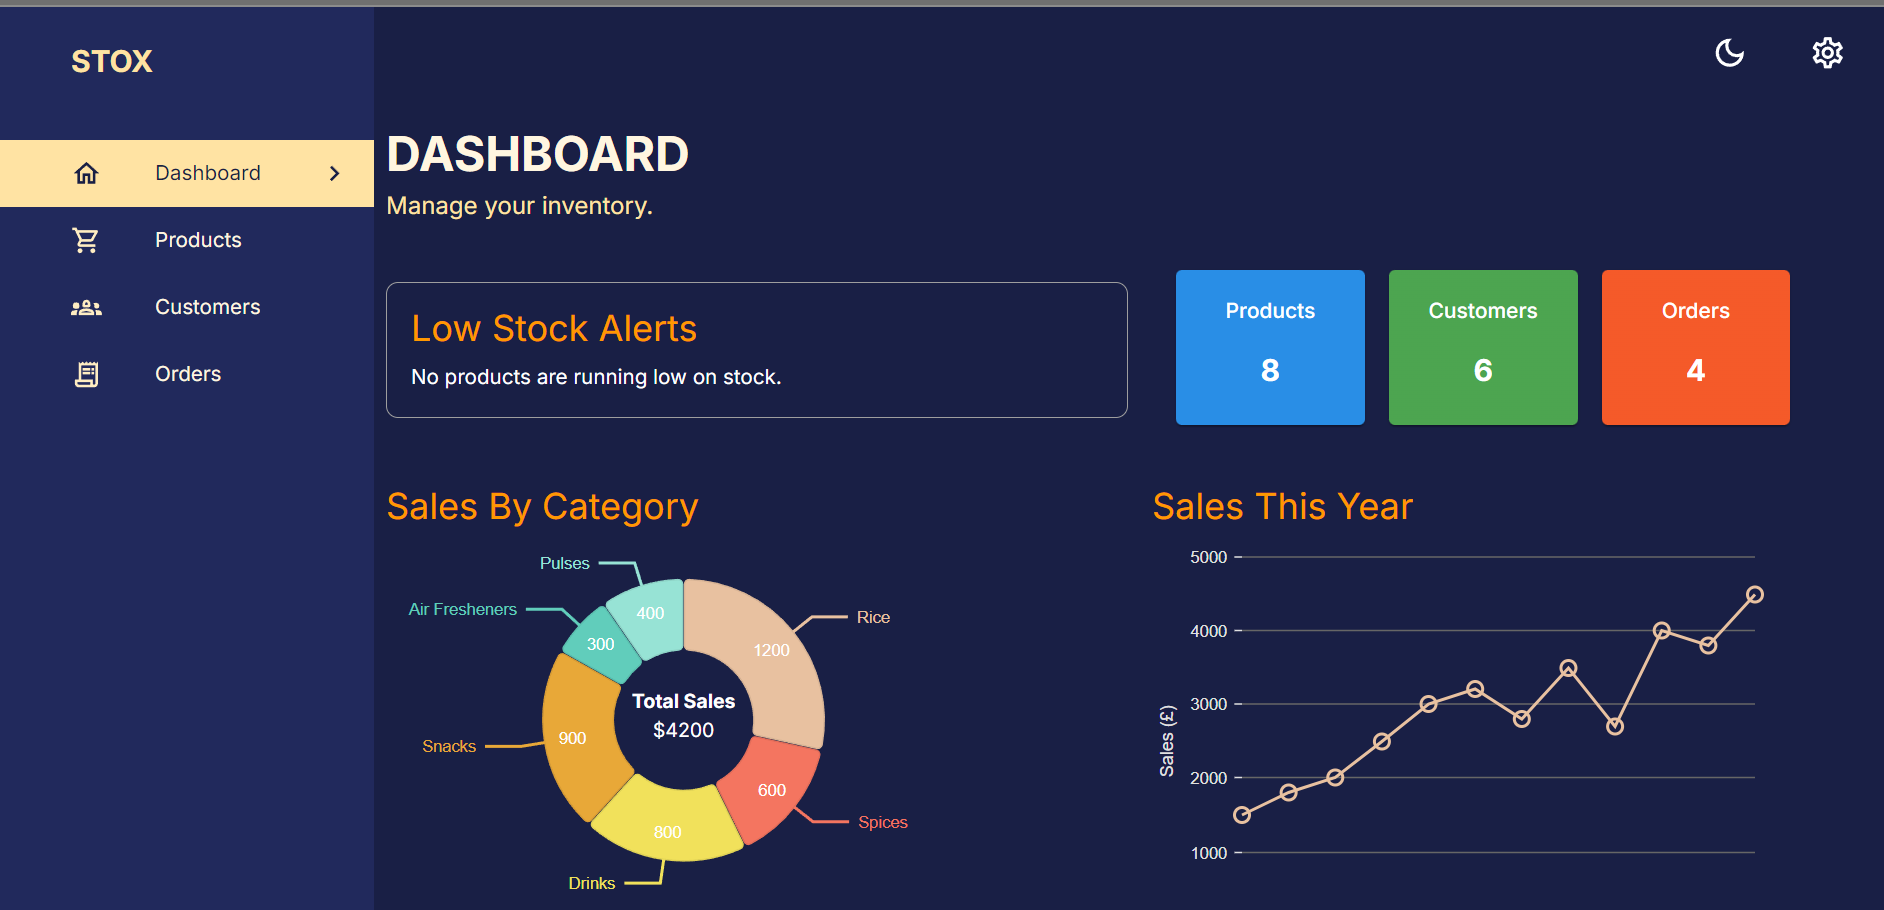 STOX
Dashboard
Products
Customers
Orders
DASHBOARD
Manage your inventory.
Low Stock Alerts
No products are running low on stock.
Products
8
Customers
6
Orders
4
Sales By Category
Pulses
Air Fresheners
Snacks
Drinks
Rice
Spices
400
300
900
800
600
1200
Total Sales
$4200
Sales This Year
Sales (£)
5000
4000
3000
2000
1000